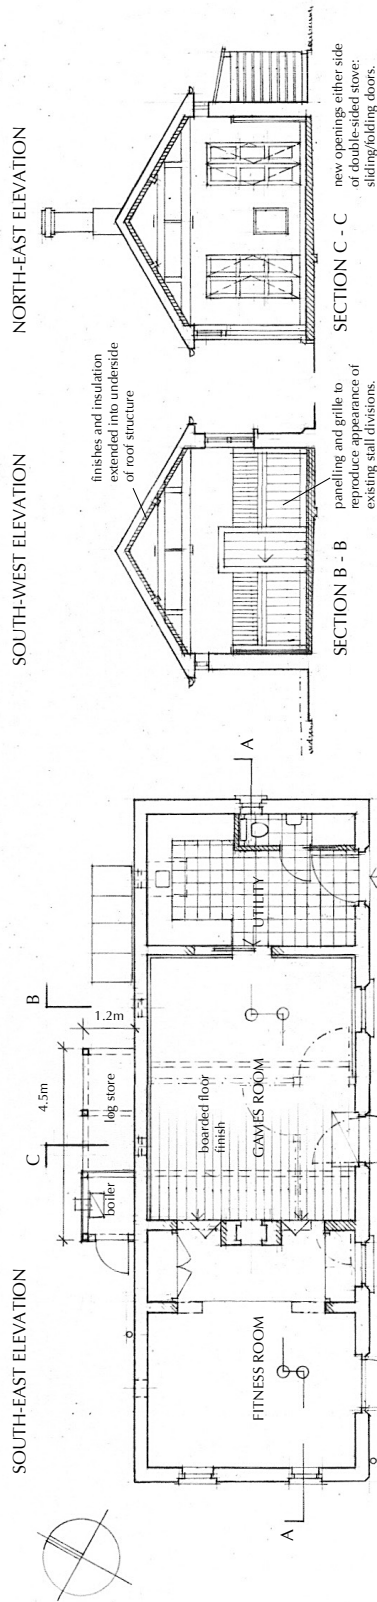 SOUTH-EAST ELEVATION
SOUTH-WEST ELEVATION
NORTH-EAST ELEVATION
C
B
4.5m
1.2m
boiler
log store
boarded floor
finish
FITNESS ROOM
GAMES ROOM
UTILITY
A
A
finishes and insulation
extended into underside
of roof structure
SECTION B - B
panelling and grille to
reproduce appearance of
existing stall divisions.
SECTION C - C
new openings either side
of double-sided stove:
sliding/folding doors.